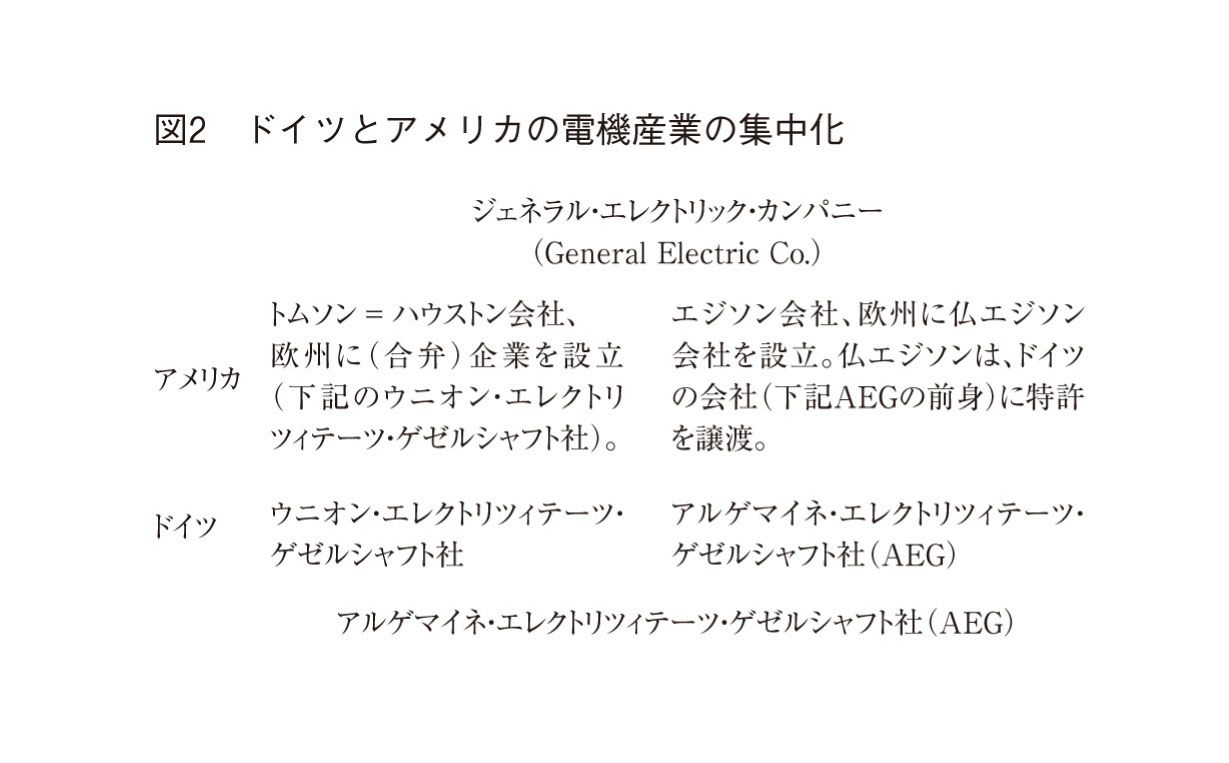 図2　ドイツとアメリカの電機産業の集中化
ジェネラル・エレクトリック・カンパニー
（General Electric Co.）
アメリカ
トムソン＝ハウストン会社、
欧州に（合弁）企業を設立
（下記のウニオン・エレクトリ
ツィテーツ・ゲゼルシャフト社）。
エジソン会社、欧州に仏エジソン
会社を設立。仏エジソンは、ドイツ
の会社（下記AEGの前身）に特許
を譲渡。
ドイツ
ウニオン・エレクトリツィテーツ・
ゲゼルシャフト社
アルゲマイネ・エレクトリツィテーツ・
ゲゼルシャフト社（AEG）
アルゲマイネ・エレクトリツィテーツ・ゲゼルシャフト社（AEG）